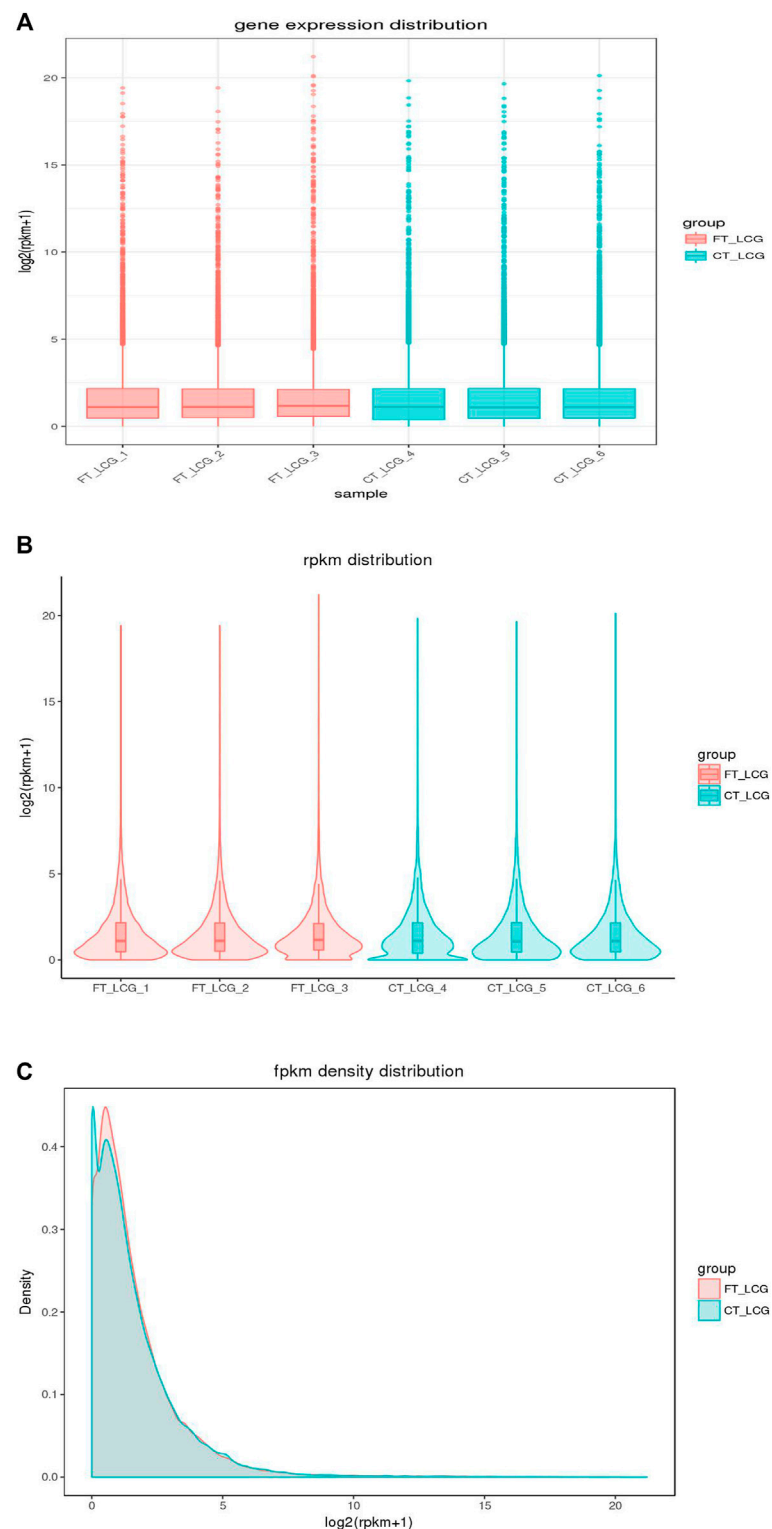 A
gene expression distribution
20
15
10
5
0
log2(rpkm+1)
FT_LCG_1
FT_LCG_2
FT_LCG_3
CT_LCG_4
CT_LCG_5
CT_LCG_6
sample
group
FT_LCG
CT_LCG
B
rpkm distribution
20
15
10
5
0
log2(rpkm+1)
FT_LCG_1 FT_LCG_2 FT_LCG_3 CT_LCG_4 CT_LCG_5 CT_LCG_6
group
FT_LCG
CT_LCG
C
fpkm density distribution
0.4
0.3
0.2
0.1
0.0
Density
0 5 10 15 20
log2(rpkm+1)
group
FT_LCG
CT_LCG